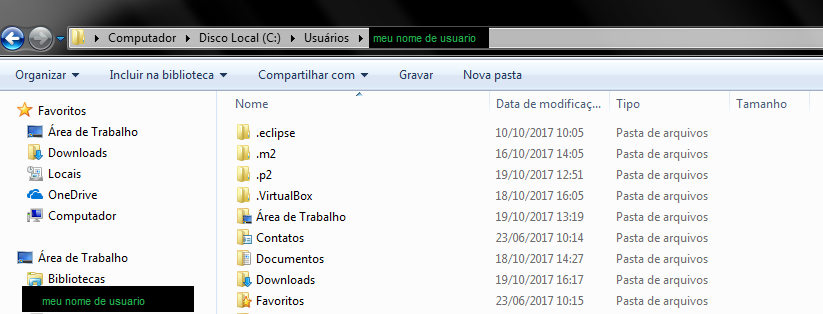 Computador Disco Local (C:) Usuários meu nome de usuario
Organizar Incluir na biblioteca Compartilhar com Gravar Nova pasta
Favoritos
Área de Trabalho
Downloads
Locais
OneDrive
Computador
Área de Trabalho
Bibliotecas
meu nome de usuario
Nome Data de modificaç... Tipo Tamanho
.eclipse 10/10/2017 10:05 Pasta de arquivos
.m2 16/10/2017 14:05 Pasta de arquivos
.p2 19/10/2017 12:51 Pasta de arquivos
.VirtualBox 18/10/2017 16:05 Pasta de arquivos
Área de Trabalho 19/10/2017 13:19 Pasta de arquivos
Contatos 23/06/2017 10:14 Pasta de arquivos
Documentos 18/10/2017 14:27 Pasta de arquivos
Downloads 19/10/2017 16:17 Pasta de arquivos
Favoritos 23/06/2017 10:15 Pasta de arquivos